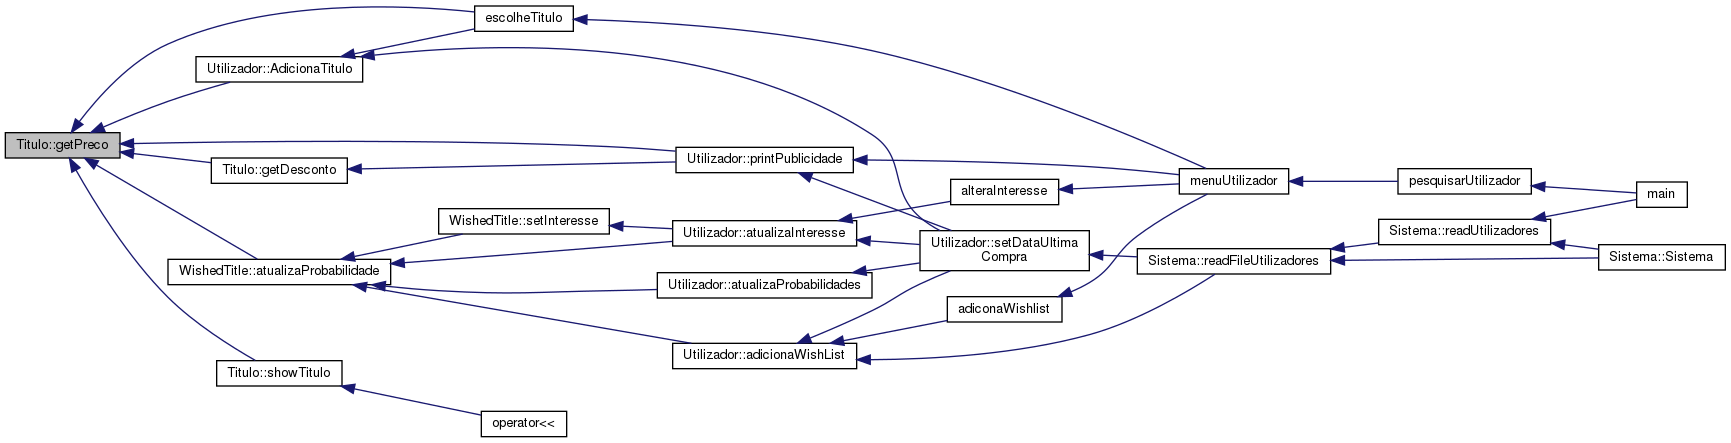 Titulo::getPreco
escolheTitulo
Utilizador::AdicionaTitulo
Titulo::getDesconto
WishedTitle::atualizaProbabilidade
Titulo::showTitulo
WishedTitle::setInteresse
operator<<
Utilizador::printPublicidade
Utilizador::atualizaInteresse
Utilizador::atualizaProbabilidades
Utilizador::adicionaWishList
alteraInteresse
Utilizador::setDataUltima
Compra
adiconaWishlist
menuUtilizador
Sistema::readFileUtilizadores
pesquisarUtilizador
Sistema::readUtilizadores
main
Sistema::Sistema